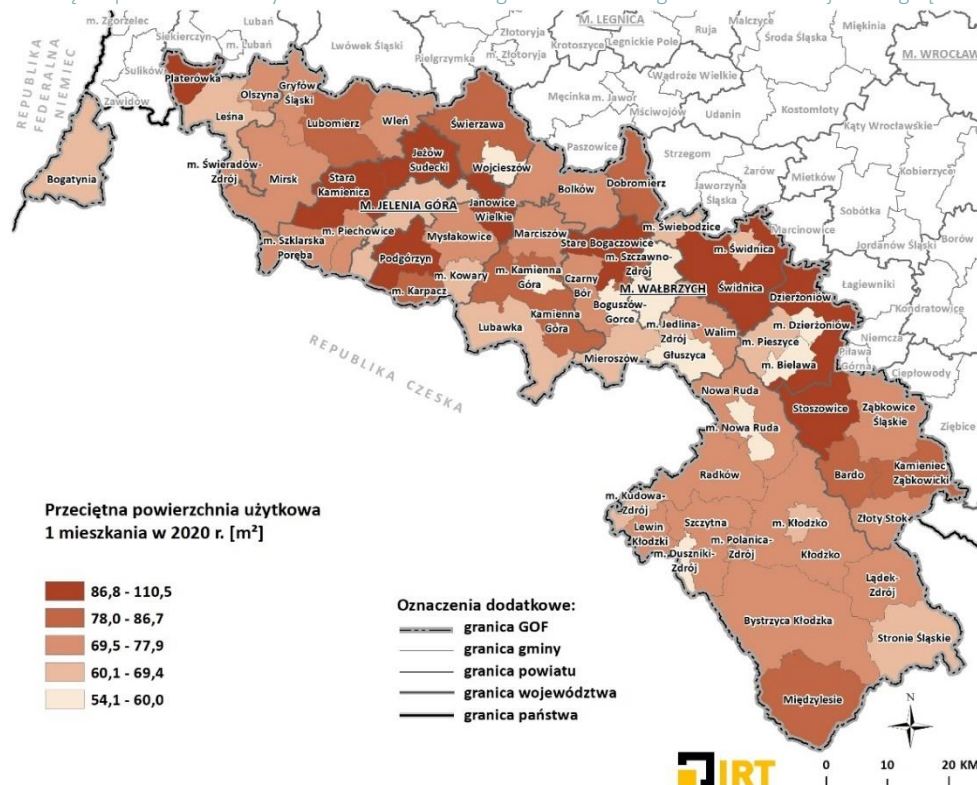 m. Zgorzelec
Lubań
Siekierczyn
m. Lubań
Sulików
Zawidów
REPUBLIKA
FEDERALNA
NIEMIEC
Lwówek Śląski
Pielgrzymka
Złotoryja
m. Złotoryja
M. LEGNICA
Krotoszyce
Legnickie Pole
Ruja
Malczyce
Środa Śląska
Miękinia
M. WROCŁAW
Wądroże Wielkie
Męcinka
m. Jawor
Mściwojów
Udanin
Kostomłoty
Kąty Wrocławskie
Kobierzyce
Paszowice
Strzegom
Żarów
Mietków
Jaworzyna
Śląska
Sobótka
Marcinowice
Jordanów Śląski
Borów
Łagiewniki
Kondratowice
Niemcza
Piława
Górna
Ciepłowody
Ziębice
Platerówka
Olszyna
Gryfów
Śląski
Leśna
Lubomierz
Wleń
Świerzawa
Wojcieszów
Bogatynia
m. Świeradów-
Zdrój
Mirsk
Stara
Kamienica
Jeżów
Sudecki
Bolków
Dobromierz
M. JELENIA GÓRA
Janowice
Wielkie
m. Piechowice
Mysłakowice
Marciszów
m. Szklarska
Poręba
Podgórzyn
m. Karpacz
m. Kowary
m. Kamienna
Góra
Kamienna
Góra
Czarny
Bór
Lubawka
Stare Bogaczowice
m. Szczawno-
Zdrój
m. Świebodzice
m. Świdnica
Świdnica
M. WAŁBRZYCH
Boguszów-
Gorce
Mieroszów
m. Jedlina-
Zdrój
Walim
Głuszyca
Dzierżoniów
m. Dzierżoniów
m. Pieszyce
m. Bielawa
REPUBLIKA CZESKA
Nowa Ruda
m. Nowa Ruda
Stoszowice
Ząbkowice
Śląskie
Radków
Bardo
Kamieniec
Ząbkowicki
Złoty Stok
m. Kudowa-
Zdrój
Lewin
Kłodzki
Szczytna
m. Duszniki-
Zdrój
m. Polanica-
Zdrój
m. Kłodzko
Kłodzko
Lądek-
Zdrój
Bystrzyca Kłodzka
Stronie Śląskie
Międzylesie
Przeciętna powierzchnia użytkowa
1 mieszkania w 2020 r. [m²]
86,8 - 110,5
78,0 - 86,7
69,5 - 77,9
60,1 - 69,4
54,1 - 60,0
Oznaczenia dodatkowe:
granica GOF
granica gminy
granica powiatu
granica województwa
granica państwa
N
IRT
0 10 20 KM